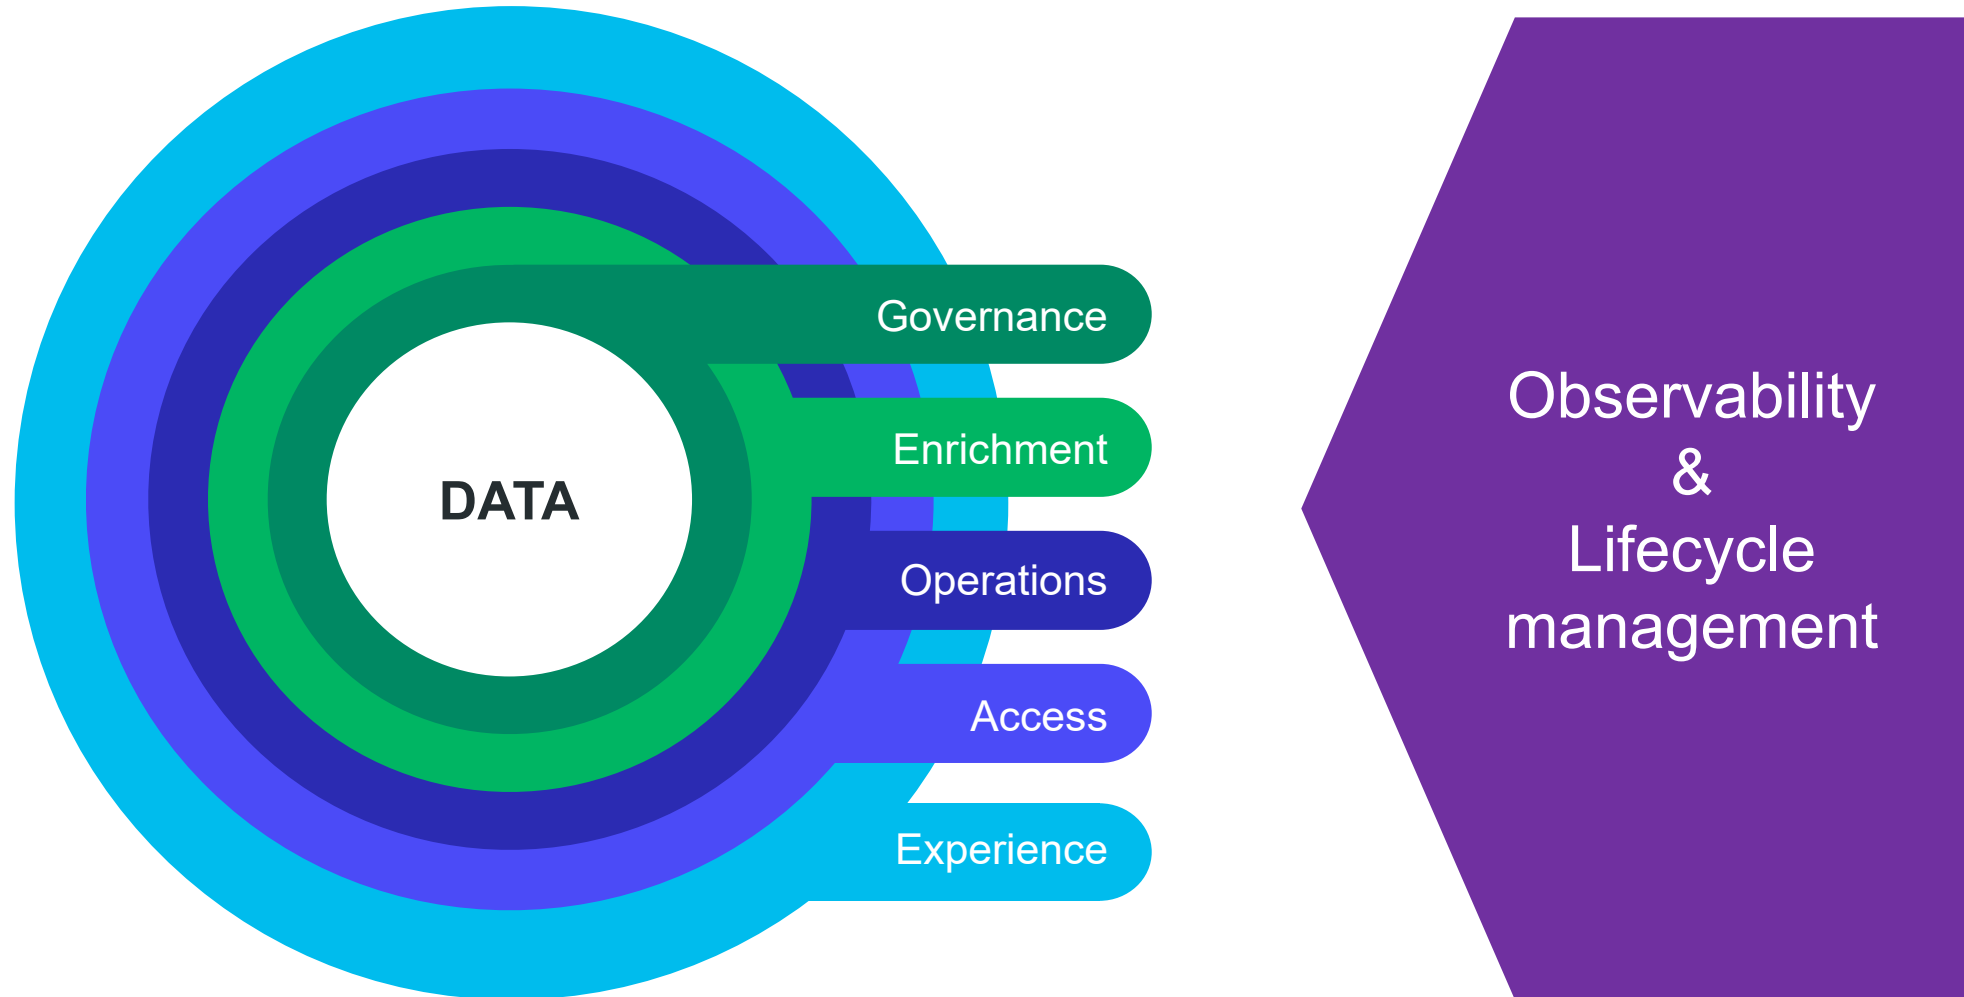 DATA
Governance
Enrichment
Operations
Access
Experience
Observability
&
Lifecycle
management